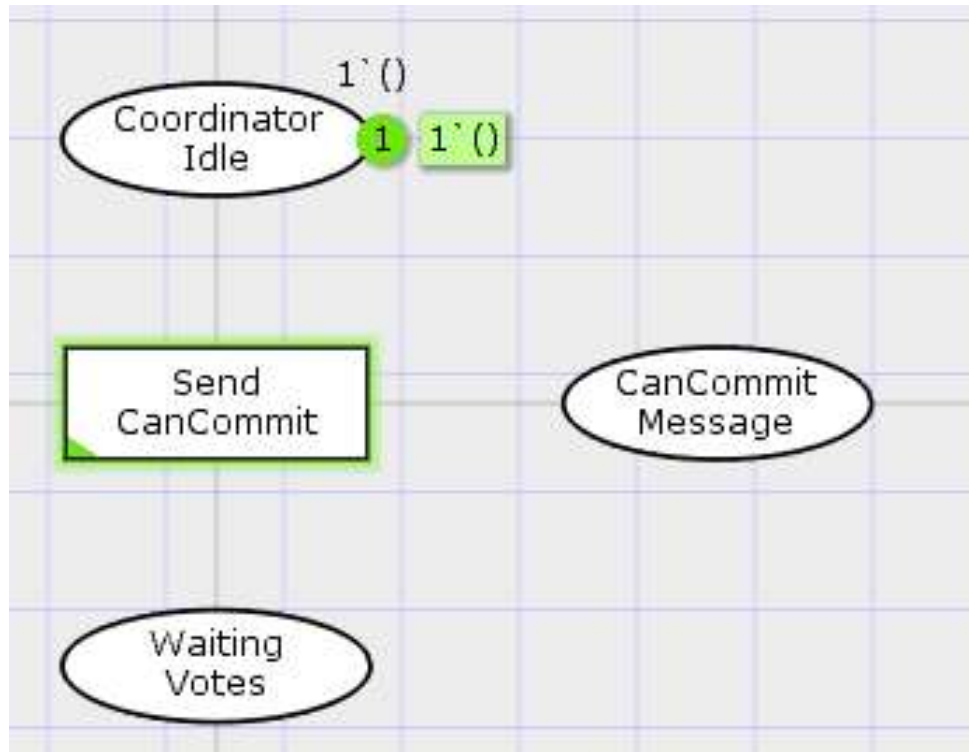 1`()
Coordinator
Idle
1
1`()
Send
CanCommit
CanCommit
Message
Waiting
Votes